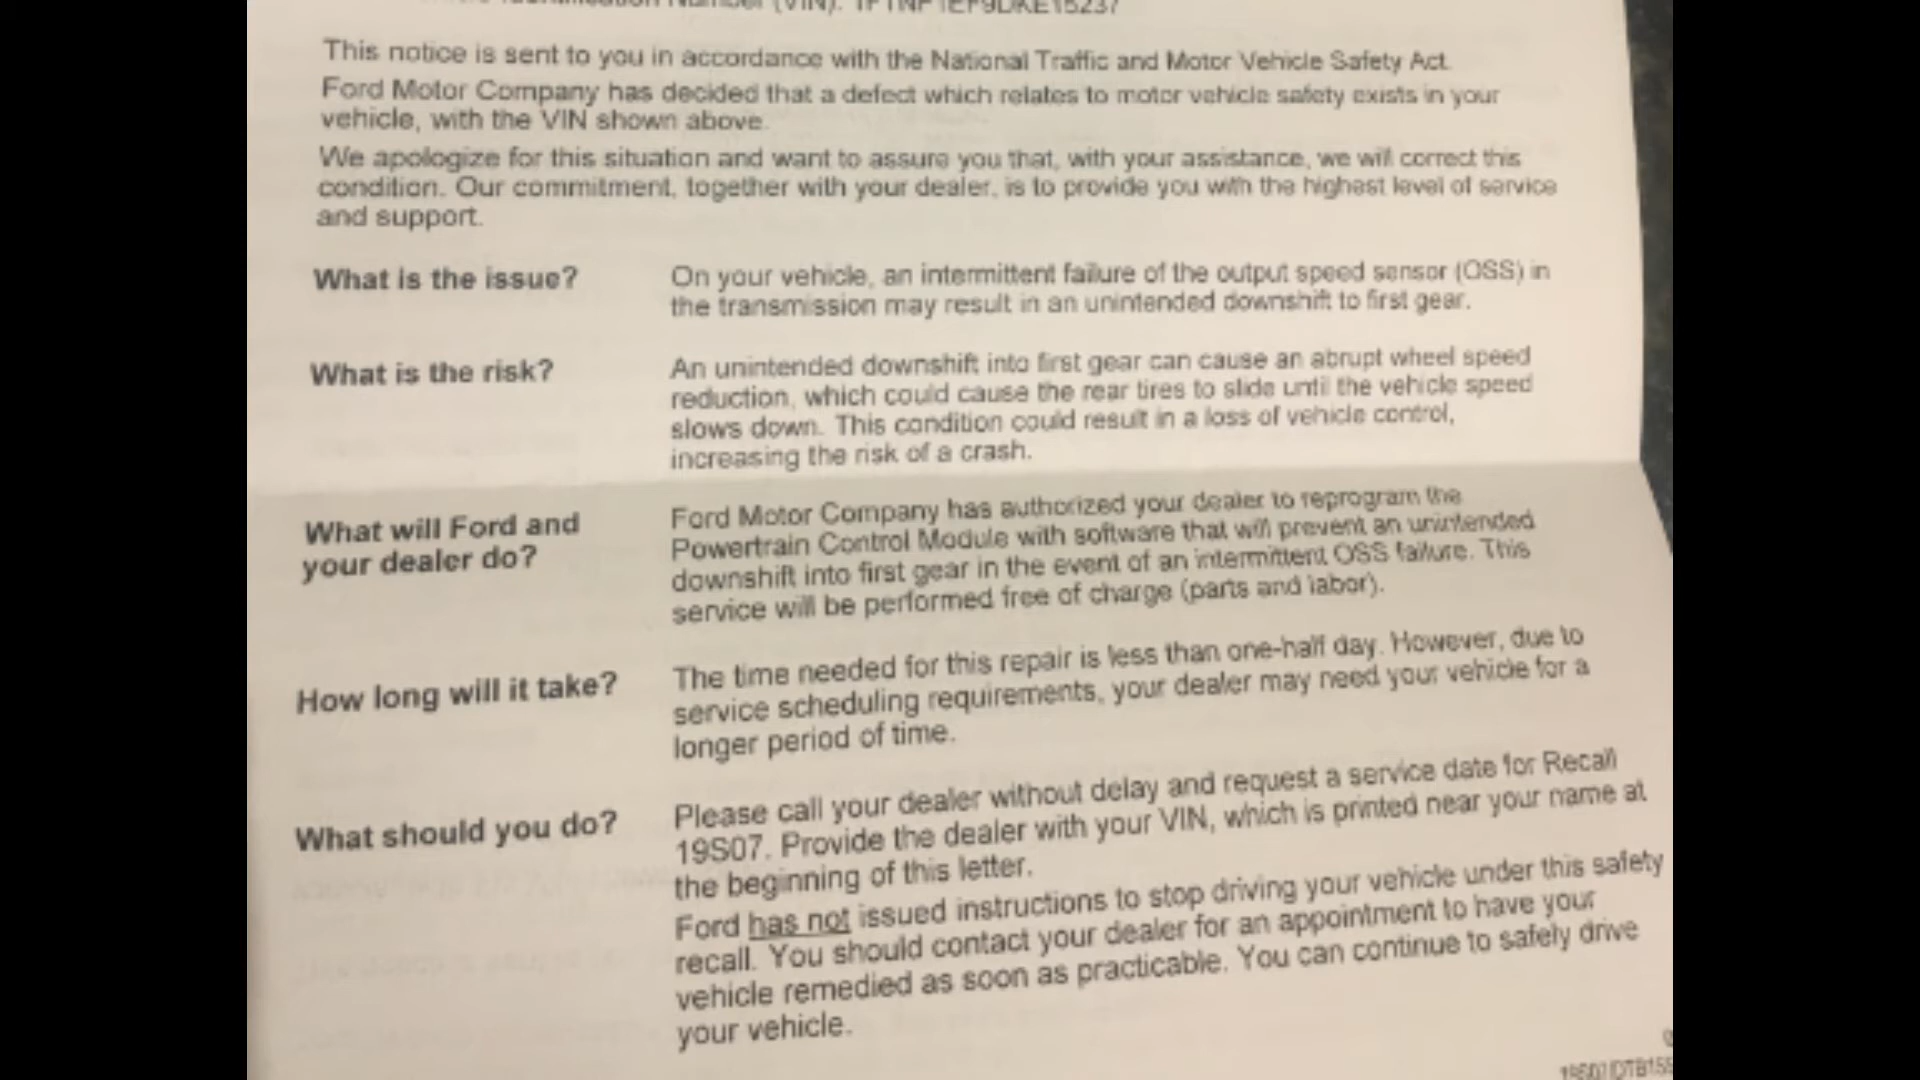 Number (VIN):
This notice is sent to you in accordance with the National Traffic and Motor Vehicle Safety Act.
Ford Motor Company has decided that a defect which relates to motor vehicle safety exists in your
vehicle, with the VIN shown above.
We apologize for this situation and want to assure you that, with your assistance, we will correct this
condition. Our commitment, together with your dealer, is to provide you with the highest level of service
and support.
What is the issue?
On your vehicle, an intermittent failure of the output speed sensor (OSS) in
the transmission may result in an unintended downshift to first gear.
What is the risk?
An unintended downshift into first gear can cause an abrupt wheel speed
reduction, which could cause the rear tires to slide until the vehicle speed
slows down. This condition could result in a loss of vehicle control,
increasing the risk of a crash.
What will Ford and
your dealer do?
Ford Motor Company has authorized your dealer to reprogram the
Powertrain Control Module with software that will prevent an unintended
downshift into first gear in the event of an intermittent OSS failure. This
service will be performed free of charge (parts and labor).
How long will it take?
The time needed for this repair is less than one-half day. However, due to
service scheduling requirements, your dealer may need your vehicle for a
longer period of time.
What should you do?
Please call your dealer without delay and request a service date for Recall
19S07. Provide the dealer with your VIN, which is printed near your name at
the beginning of this letter.
Ford has not issued instructions to stop driving your vehicle under this safety
recall. You should contact your dealer for an appointment to have your
vehicle remedied as soon as practicable. You can continue to safely drive
your vehicle.